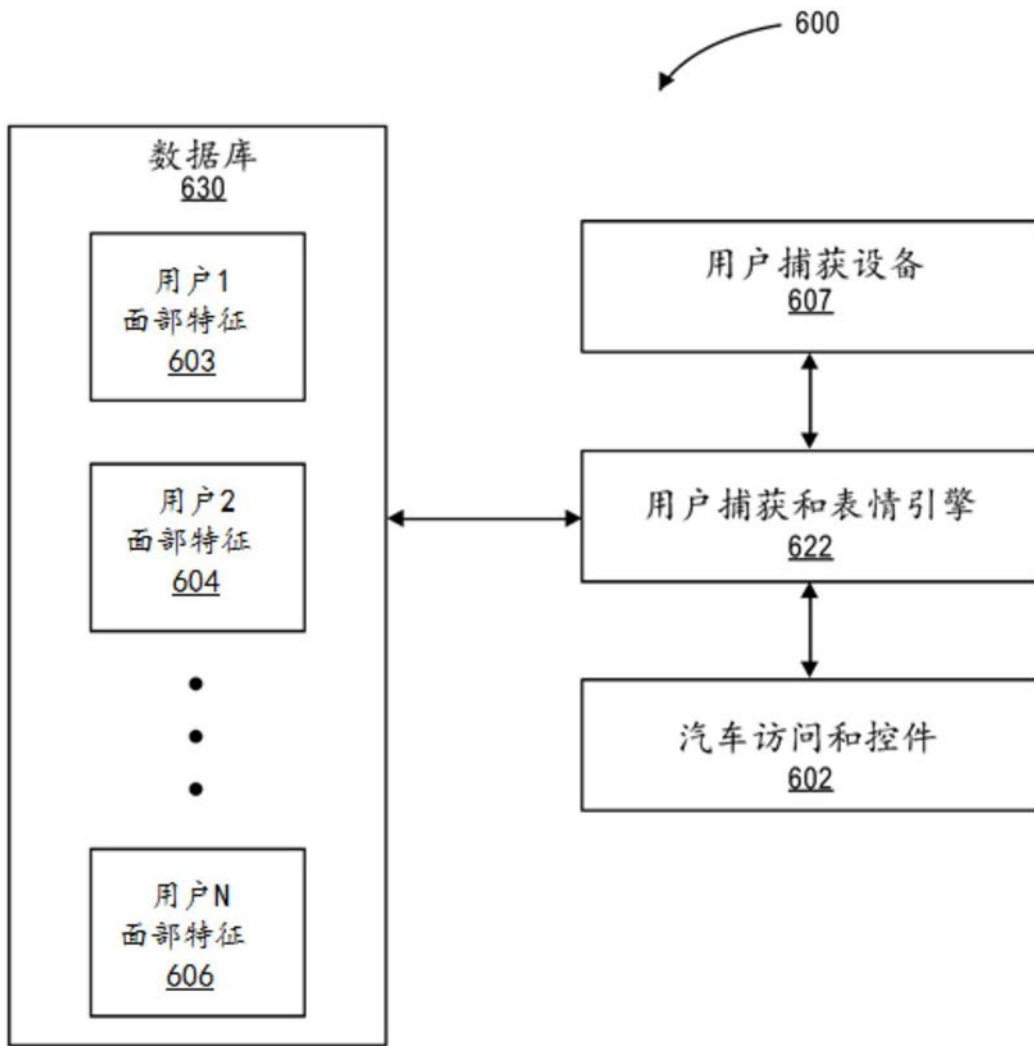 600
数据库
630
用户1
面部特征
603
用户2
面部特征
604
用户N
面部特征
606
用户捕获设备
607
用户捕获和表情引擎
622
汽车访问和控件
602